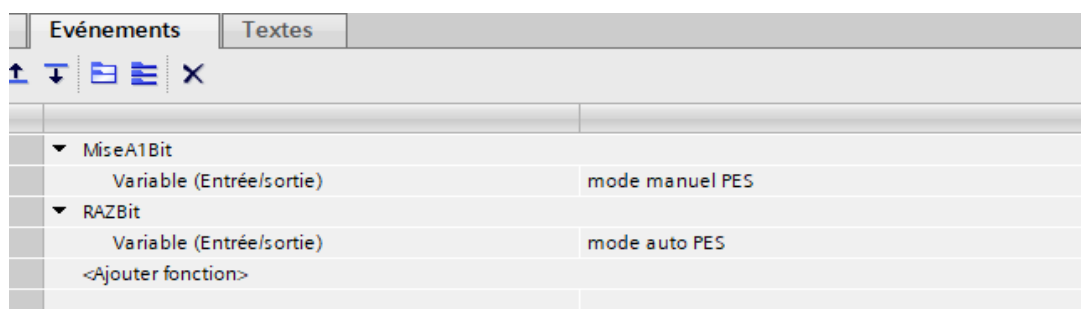 Evénements Textes
MiseA1Bit
Variable (Entrée/sortie) mode manuel PES
RAZBit
Variable (Entrée/sortie) mode auto PES
<Ajouter fonction>